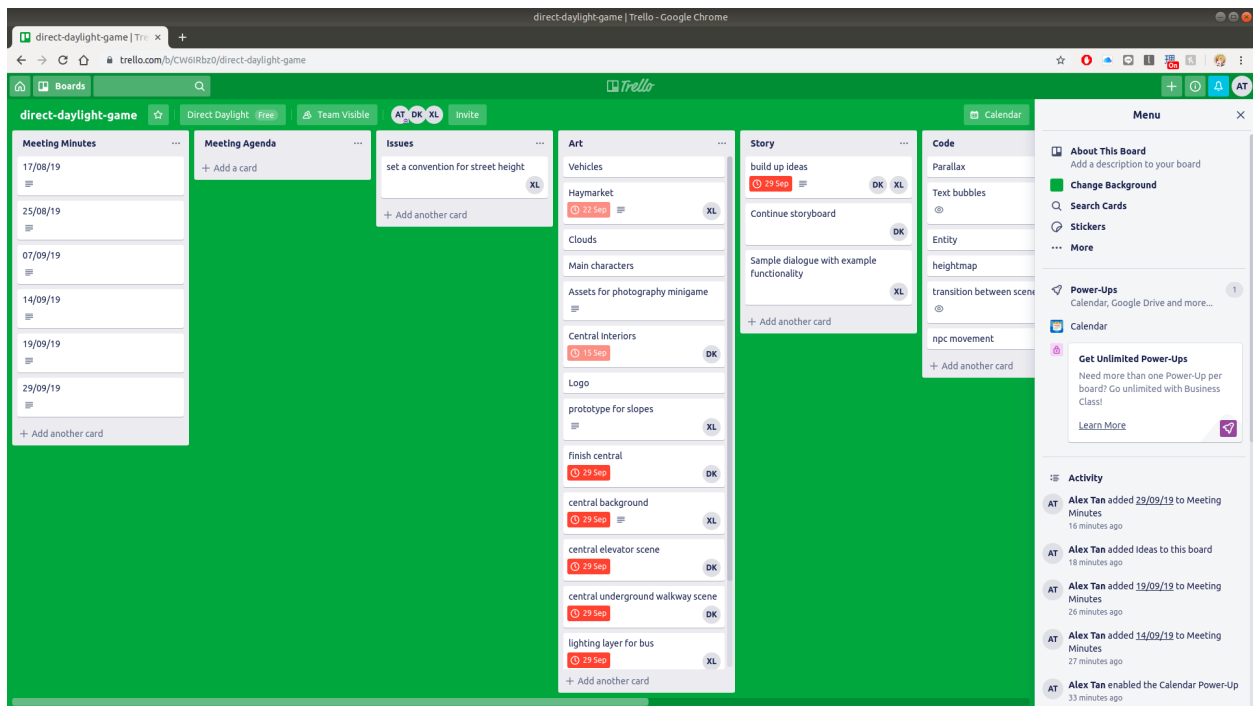 direct-daylight-game | Trello - Google Chrome
direct-daylight-game | Tre
trello.com/b/CW6IRbz0/direct-daylight-game
On
Boards
Trello
AT
direct-daylight-game
Direct Daylight Free
Team Visible
AT DK XL
Invite
Calendar
Meeting Minutes
17/08/19
25/08/19
07/09/19
14/09/19
19/09/19
29/09/19
+ Add another card
Meeting Agenda
+ Add a card
Issues
set a convention for street height
XL
+ Add another card
Art
Vehicles
Haymarket
22 Sep
XL
Clouds
Main characters
Assets for photography minigame
Central Interiors
15 Sep
DK
Logo
prototype for slopes
XL
finish central
29 Sep
DK
central background
29 Sep
XL
central elevator scene
29 Sep
DK
central underground walkway scene
29 Sep
DK
lighting layer for bus
29 Sep
XL
+ Add another card
Story
build up ideas
29 Sep
DK XL
Continue storyboard
DK
Sample dialogue with example
functionality
XL
+ Add another card
Code
Parallax
Text bubbles
Entity
heightmap
transition between scene
npc movement
+ Add another card
Menu
About This Board
Add a description to your board
Change Background
Search Cards
Stickers
More
Power-Ups
1
Calendar, Google Drive and more...
Calendar
Get Unlimited Power-Ups
Need more than one Power-Up per
board? Go unlimited with Business
Class!
Learn More
Activity
AT
Alex Tan added 29/09/19 to Meeting
Minutes
16 minutes ago
AT
Alex Tan added Ideas to this board
18 minutes ago
AT
Alex Tan added 19/09/19 to Meeting
Minutes
26 minutes ago
AT
Alex Tan added 14/09/19 to Meeting
Minutes
27 minutes ago
AT
Alex Tan enabled the Calendar Power-Up
33 minutes ago